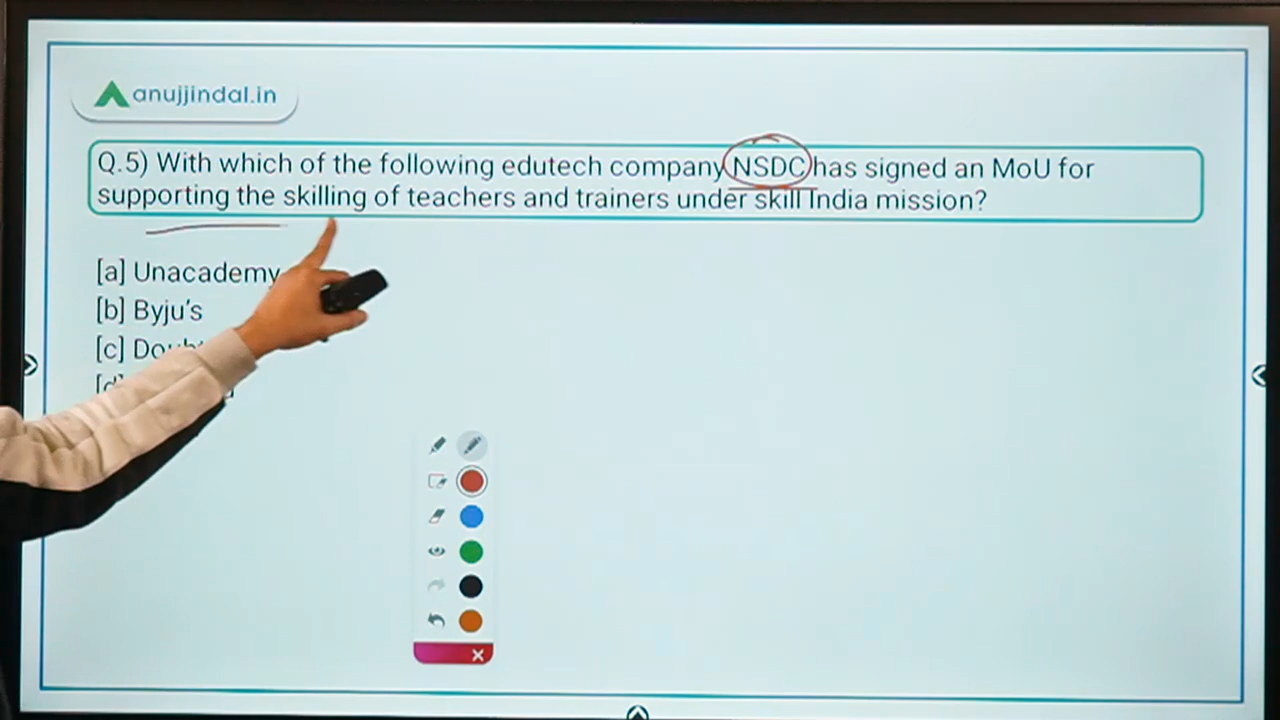 anujjindal.in
Q.5) With which of the following edutech company NSDC has signed an MoU for
supporting the skilling of teachers and trainers under skill India mission?
[a] Unacademy
[b] Byju's
[c]